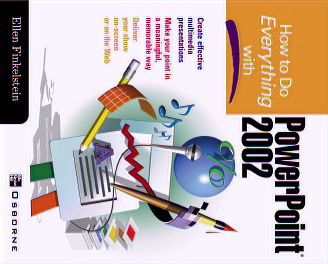 How to Do
Everything
with
PowerPoint®
2002
Create effective
multimedia
presentations
Make your point in
a meaningful,
memorable way
Deliver
your show
on-screen
or on the Web
Ellen Finkelstein
OSBORNE